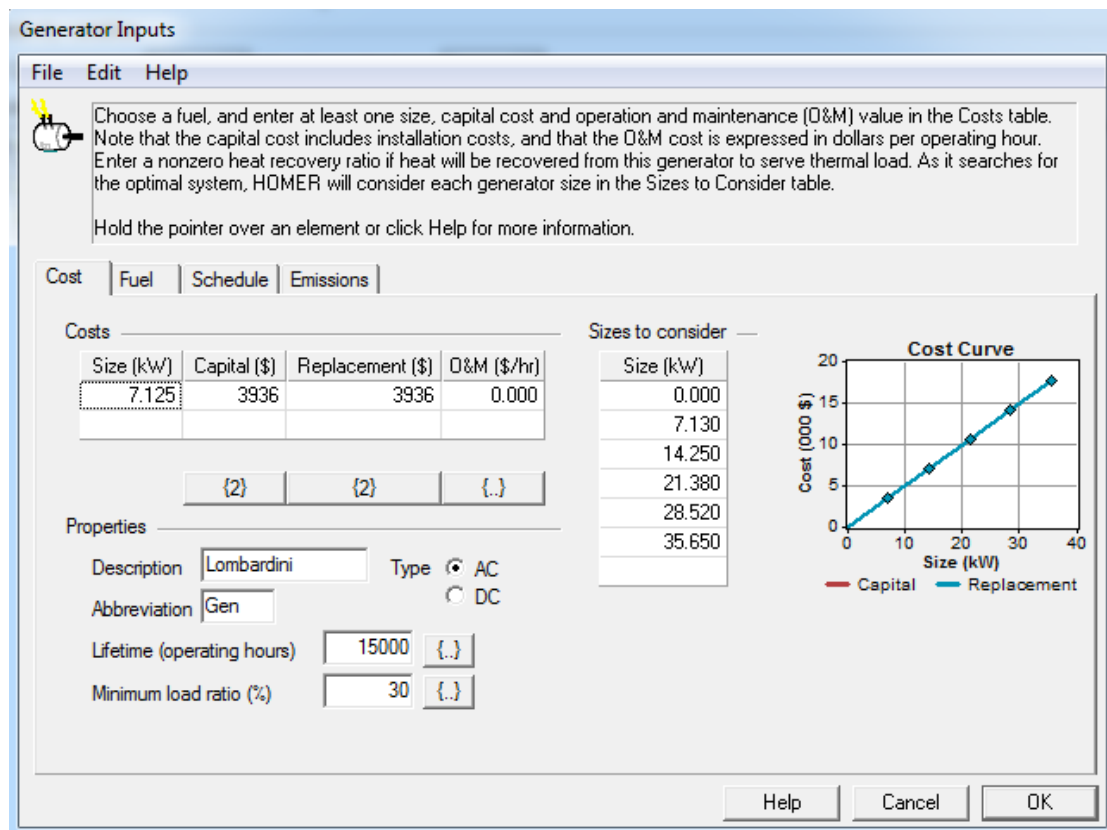 Generator Inputs
File Edit Help
Choose a fuel, and enter at least one size, capital cost and operation and maintenance (O&M) value in the Costs table.
Note that the capital cost includes installation costs, and that the O&M cost is expressed in dollars per operating hour.
Enter a nonzero heat recovery ratio if heat will be recovered from this generator to serve thermal load. As it searches for
the optimal system, HOMER will consider each generator size in the Sizes to Consider table.
Hold the pointer over an element or click Help for more information.
Cost Fuel Schedule Emissions
Costs
Size (kW) Capital ($) Replacement ($) O&M ($/hr)
7.125 3936 3936 0.000
{2} {2} {..}
Sizes to consider
Size (kW)
0.000
7.130
14.250
21.380
28.520
35.650
Cost Curve
Cost (000 $)
20
15
10
5
0
0 10 20 30 40
Size (kW)
Capital Replacement
Properties
Description Lombardini Type AC
DC
Abbreviation Gen
Lifetime (operating hours) 15000 {..}
Minimum load ratio (%) 30 {..}
Help Cancel OK